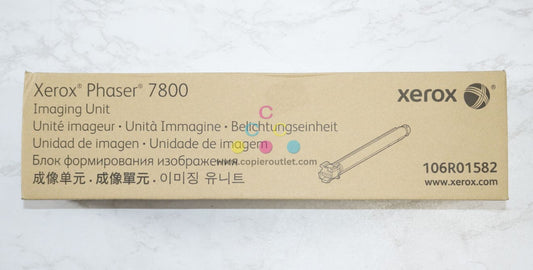 Xerox® Phaser® 7800
Imaging Unit
Unité imageur · Unità Immagine · Belichtungseinheit
Unidad de imagen · Unidade de imagem
Блок формирования изображения
成像单元 . 成像單元 . 이미징 유니트
xerox
106R01582
www.xerox.com
C
C
www.copieroutlet.com